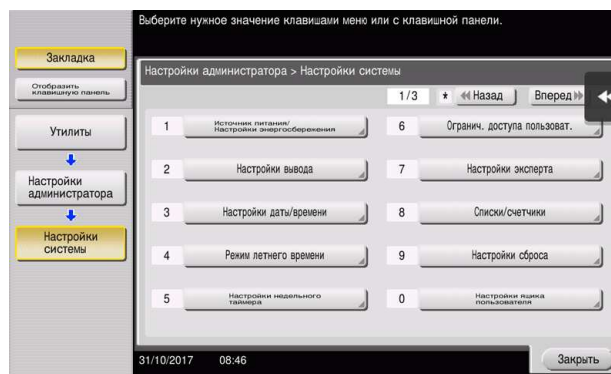 Выберите нужное значение клавишами меню или с клавишной панели.
Закладка
Отобразить
клавишную панель
Утилиты
Настройки
администратора
Настройки
системы
Настройки администратора > Настройки системы
1/3 * Назад Вперед
1 Источник питания/
Настройки энергосбережения
6 Огранич. доступа пользоват.
2 Настройки вывода
7 Настройки эксперта
3 Настройки даты/времени
8 Списки/счетчики
4 Режим летнего времени
9 Настройки сброса
5 Настройки недельного
таймера
0 Настройки ящика
пользователя
31/10/2017 08:46
Закрыть